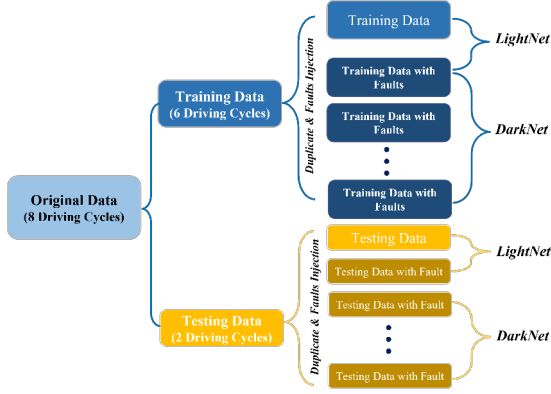 Original Data
(8 Driving Cycles)
Training Data
(6 Driving Cycles)
Duplicate & Faults Injection
Training Data
Training Data with
Faults
Training Data with
Faults
Training Data with
Faults
LightNet
DarkNet
Testing Data
(2 Driving Cycles)
Duplicate & Faults Injection
Testing Data
Testing Data with Fault
Testing Data with Fault
Testing Data with Fault
LightNet
DarkNet